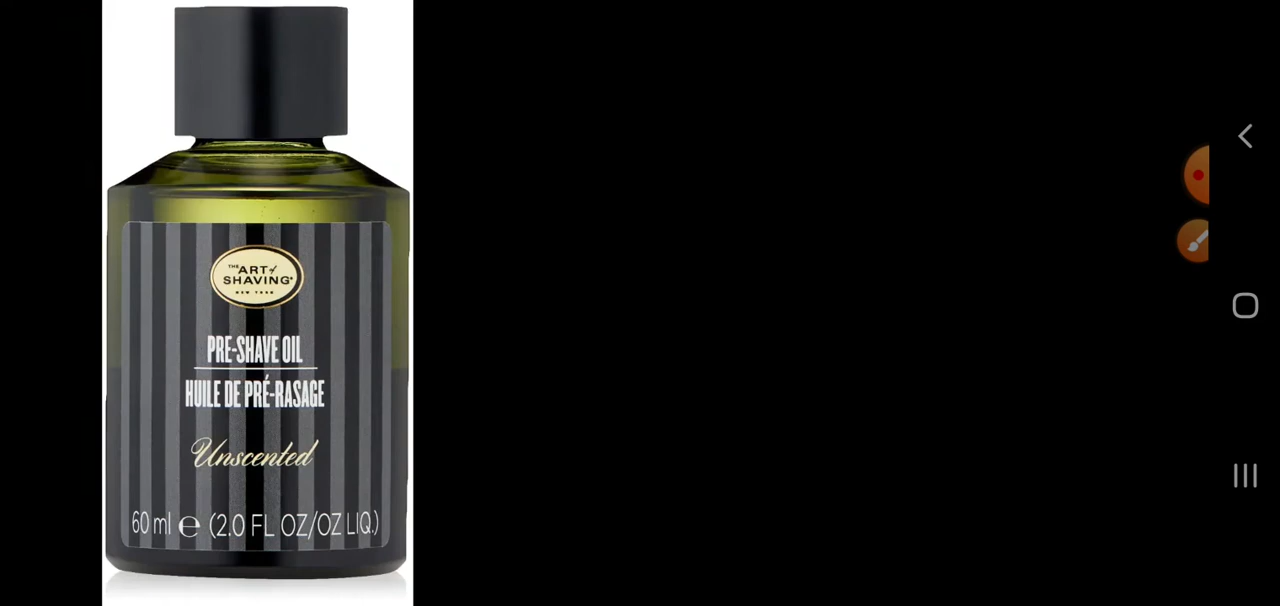 THE ART of
SHAVING
NEW YORK
PRE-SHAVE OIL
HUILE DE PRÉ-RASAGE
Unscented
60 ml ℮ (2.0 FL OZ/OZ LIQ.)